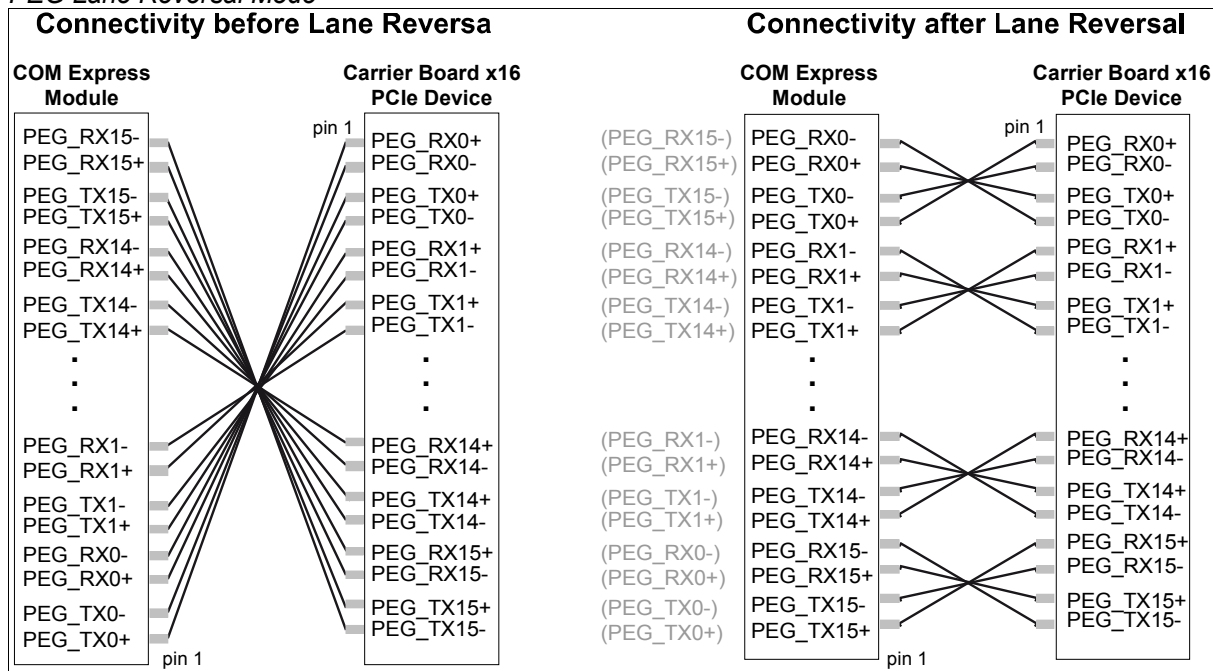 PEG Lane Reversal Mode
Connectivity before Lane Reversa
COM Express
Module
Carrier Board x16
PCIe Device
pin 1
PEG_RX15-
PEG_RX15+
PEG_TX15-
PEG_TX15+
PEG_RX14-
PEG_RX14+
PEG_TX14-
PEG_TX14+
.
.
.
PEG_RX1-
PEG_RX1+
PEG_TX1-
PEG_TX1+
PEG_RX0-
PEG_RX0+
PEG_TX0-
PEG_TX0+
pin 1
PEG_RX0+
PEG_RX0-
PEG_TX0+
PEG_TX0-
PEG_RX1+
PEG_RX1-
PEG_TX1+
PEG_TX1-
.
.
.
PEG_RX14+
PEG_RX14-
PEG_TX14+
PEG_TX14-
PEG_RX15+
PEG_RX15-
PEG_TX15+
PEG_TX15-
Connectivity after Lane Reversal
COM Express
Module
Carrier Board x16
PCIe Device
pin 1
(PEG_RX15-)
(PEG_RX15+)
(PEG_TX15-)
(PEG_TX15+)
(PEG_RX14-)
(PEG_RX14+)
(PEG_TX14-)
(PEG_TX14+)
(PEG_RX1-)
(PEG_RX1+)
(PEG_TX1-)
(PEG_TX1+)
(PEG_RX0-)
(PEG_RX0+)
(PEG_TX0-)
(PEG_TX0+)
PEG_RX0-
PEG_RX0+
PEG_TX0-
PEG_TX0+
PEG_RX1-
PEG_RX1+
PEG_TX1-
PEG_TX1+
.
.
.
PEG_RX14-
PEG_RX14+
PEG_TX14-
PEG_TX14+
PEG_RX15-
PEG_RX15+
PEG_TX15-
PEG_TX15+
pin 1
PEG_RX0+
PEG_RX0-
PEG_TX0+
PEG_TX0-
PEG_RX1+
PEG_RX1-
PEG_TX1+
PEG_TX1-
.
.
.
PEG_RX14+
PEG_RX14-
PEG_TX14+
PEG_TX14-
PEG_RX15+
PEG_RX15-
PEG_TX15+
PEG_TX15-